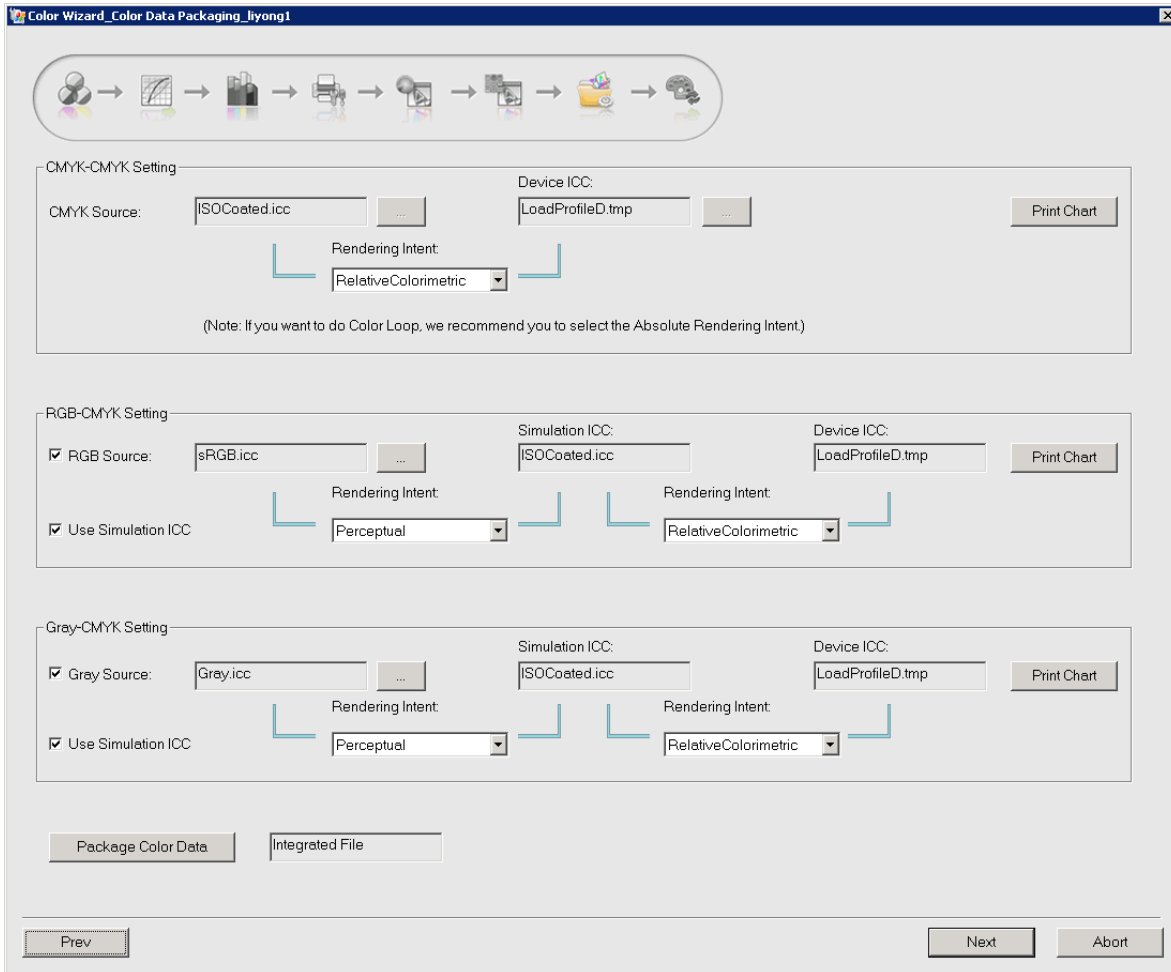 Color Wizard_Color Data Packaging_liyong1
CMYK-CMYK Setting
Device ICC:
CMYK Source: ISOCoated.icc ... LoadProfileD.tmp ... Print Chart
Rendering Intent:
RelativeColorimetric
(Note: If you want to do Color Loop, we recommend you to select the Absolute Rendering Intent.)
RGB-CMYK Setting
Simulation ICC: Device ICC:
RGB Source: sRGB.icc ... ISOCoated.icc LoadProfileD.tmp Print Chart
Rendering Intent: Rendering Intent:
Use Simulation ICC Perceptual RelativeColorimetric
Gray-CMYK Setting
Simulation ICC: Device ICC:
Gray Source: Gray.icc ... ISOCoated.icc LoadProfileD.tmp Print Chart
Rendering Intent: Rendering Intent:
Use Simulation ICC Perceptual RelativeColorimetric
Package Color Data Integrated File
Prev Next Abort